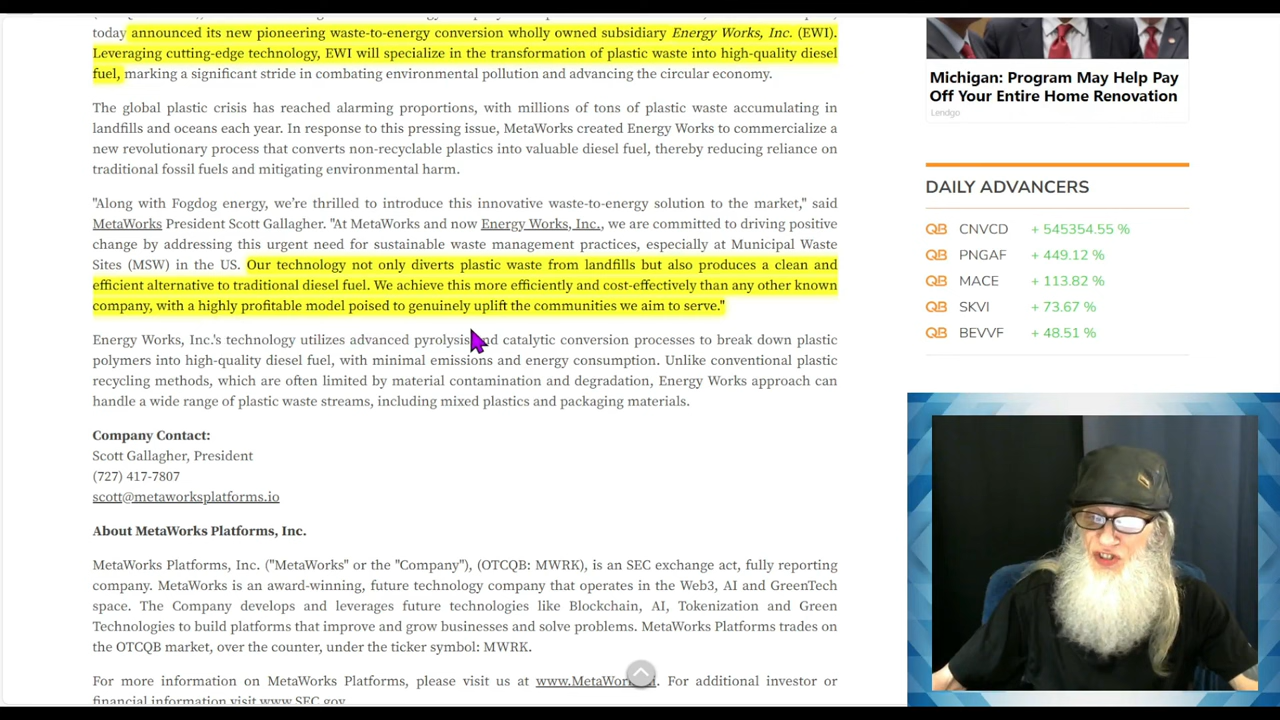 today announced its new pioneering waste-to-energy conversion wholly owned subsidiary Energy Works, Inc. (EWI).
Leveraging cutting-edge technology, EWI will specialize in the transformation of plastic waste into high-quality diesel
fuel, marking a significant stride in combating environmental pollution and advancing the circular economy.
The global plastic crisis has reached alarming proportions, with millions of tons of plastic waste accumulating in
landfills and oceans each year. In response to this pressing issue, MetaWorks created Energy Works to commercialize a
new revolutionary process that converts non-recyclable plastics into valuable diesel fuel, thereby reducing reliance on
traditional fossil fuels and mitigating environmental harm.
"Along with Fogdog energy, we're thrilled to introduce this innovative waste-to-energy solution to the market," said
MetaWorks President Scott Gallagher. "At MetaWorks and now Energy Works, Inc., we are committed to driving positive
change by addressing this urgent need for sustainable waste management practices, especially at Municipal Waste
Sites (MSW) in the US. Our technology not only diverts plastic waste from landfills but also produces a clean and
efficient alternative to traditional diesel fuel. We achieve this more efficiently and cost-effectively than any other known
company, with a highly profitable model poised to genuinely uplift the communities we aim to serve."
Energy Works, Inc.'s technology utilizes advanced pyrolysis and catalytic conversion processes to break down plastic
polymers into high-quality diesel fuel, with minimal emissions and energy consumption. Unlike conventional plastic
recycling methods, which are often limited by material contamination and degradation, Energy Works approach can
handle a wide range of plastic waste streams, including mixed plastics and packaging materials.
Company Contact:
Scott Gallagher, President
(727) 417-7807
scott@metaworksplatforms.io
About MetaWorks Platforms, Inc.
MetaWorks Platforms, Inc. ("MetaWorks" or the "Company"), (OTCQB: MWRK), is an SEC exchange act, fully reporting
company. MetaWorks is an award-winning, future technology company that operates in the Web3, AI and GreenTech
space. The Company develops and leverages future technologies like Blockchain, AI, Tokenization and Green
Technologies to build platforms that improve and grow businesses and solve problems. MetaWorks Platforms trades on
the OTCQB market, over the counter, under the ticker symbol: MWRK.
For more information on MetaWorks Platforms, please visit us at For additional investor or
financial information visit www.SEC.gov.
Michigan: Program May Help Pay
Off Your Entire Home Renovation
Lendgo
DAILY ADVANCERS
QB CNVCD + 545354.55 %
QB PNGAF + 449.12 %
QB MACE + 113.82 %
QB SKVI + 73.67 %
QB BEVVF + 48.51 %